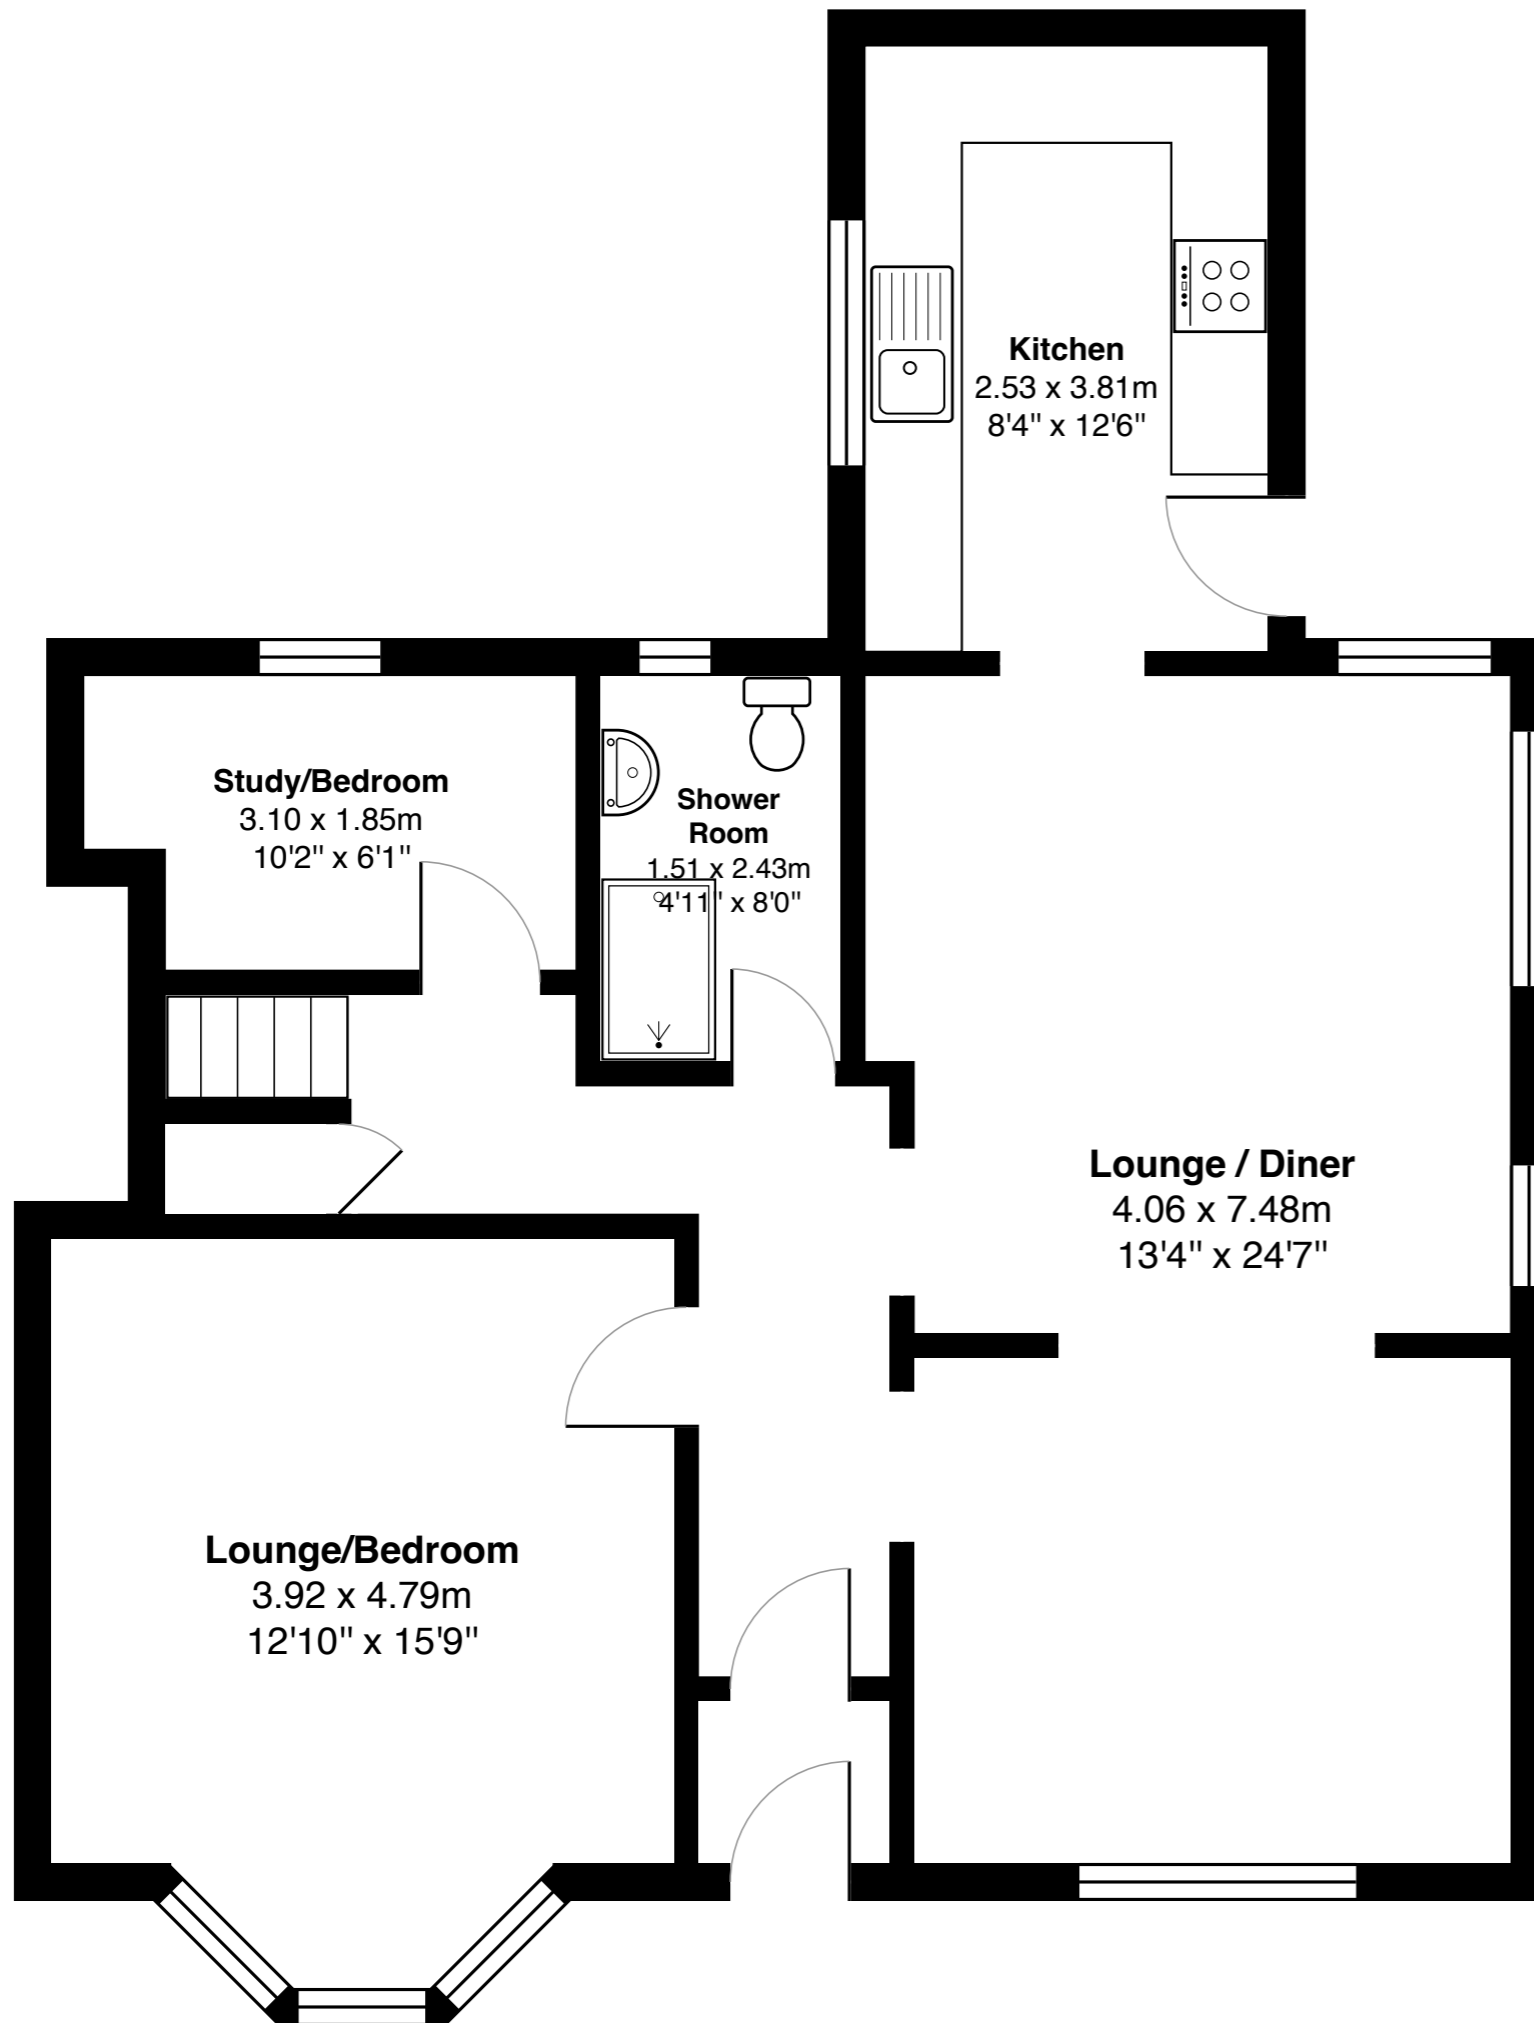 Kitchen
2.53 x 3.81m
8'4" x 12'6"
Study/Bedroom
3.10 x 1.85m
10'2" x 6'1"
Shower
Room
1.51 x 2.43m
4'11" x 8'0"
Lounge / Diner
4.06 x 7.48m
13'4" x 24'7"
Lounge/Bedroom
3.92 x 4.79m
12'10" x 15'9"